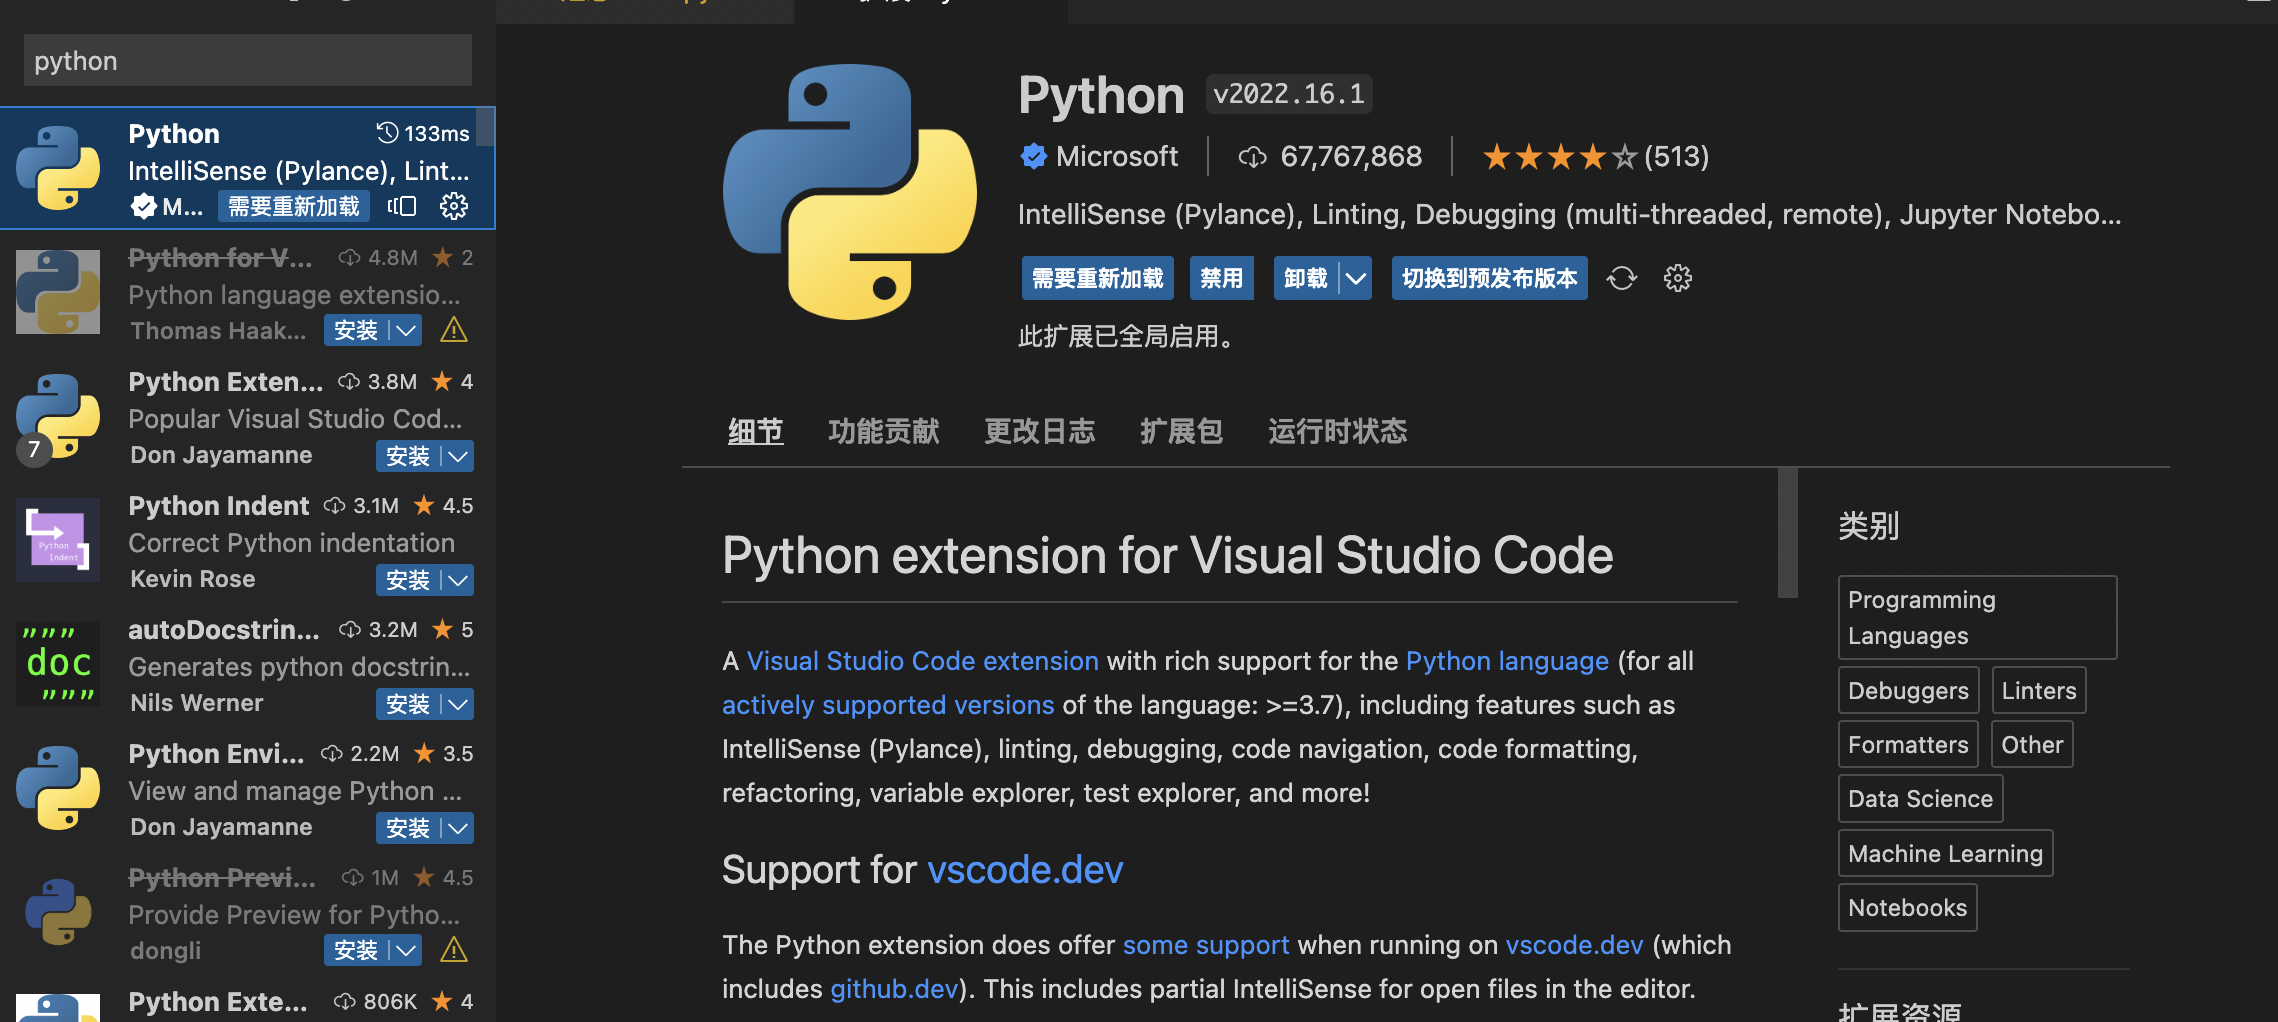 python
Python 133ms
IntelliSense (Pylance), Lint...
M... 需要重新加载
Python for V... 4.8M 2
Python language extensio...
Thomas Haak... 安装
Python Exten... 3.8M 4
Popular Visual Studio Cod...
7
Don Jayamanne 安装
Python Indent 3.1M 4.5
Correct Python indentation
Python
Indent
Kevin Rose 安装
autoDocstrin... 3.2M 5
"""
doc
"""
Generates python docstrin...
Nils Werner 安装
Python Envi... 2.2M 3.5
View and manage Python ...
Don Jayamanne 安装
Python Previ... 1M 4.5
Provide Preview for Pytho...
dongli 安装
Python Exte... 806K 4
Python v2022.16.1
Microsoft 67,767,868 (513)
IntelliSense (Pylance), Linting, Debugging (multi-threaded, remote), Jupyter Notebo...
需要重新加载 禁用 卸载 切换到预发布版本
此扩展已全局启用。
细节 功能贡献 更改日志 扩展包 运行时状态
Python extension for Visual Studio Code
A Visual Studio Code extension with rich support for the Python language (for all
actively supported versions of the language: >=3.7), including features such as
IntelliSense (Pylance), linting, debugging, code navigation, code formatting,
refactoring, variable explorer, test explorer, and more!
Support for vscode.dev
The Python extension does offer some support when running on vscode.dev (which
includes github.dev). This includes partial IntelliSense for open files in the editor.
类别
Programming
Languages
Debuggers Linters
Formatters Other
Data Science
Machine Learning
Notebooks
扩展资源